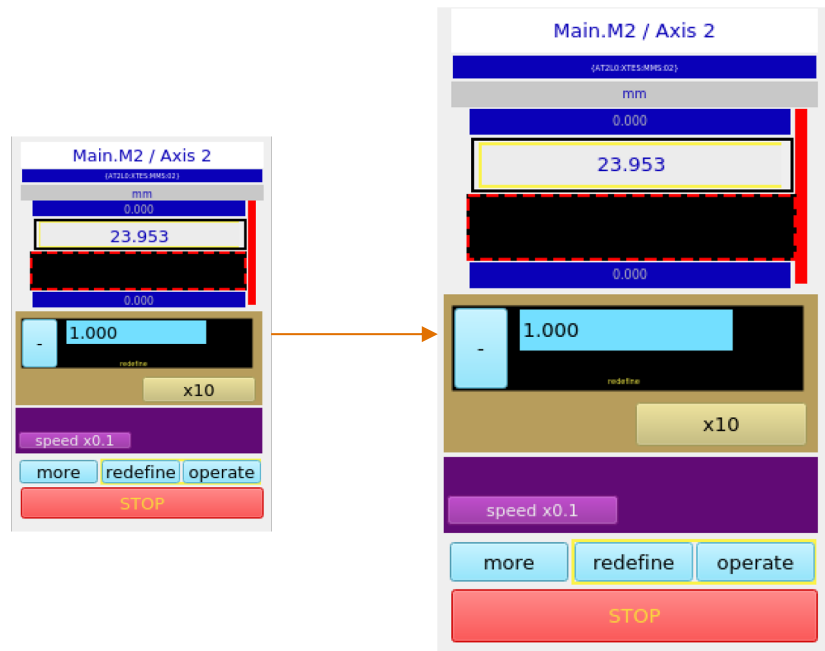 Main.M2 / Axis 2
{AT2L0:XTES:MMS:02}
mm
0.000
23.953
0.000
-
1.000
redefine
x10
speed x0.1
more redefine operate
STOP
Main.M2 / Axis 2
{AT2L0:XTES:MMS:02}
mm
0.000
23.953
0.000
-
1.000
redefine
x10
speed x0.1
more redefine operate
STOP